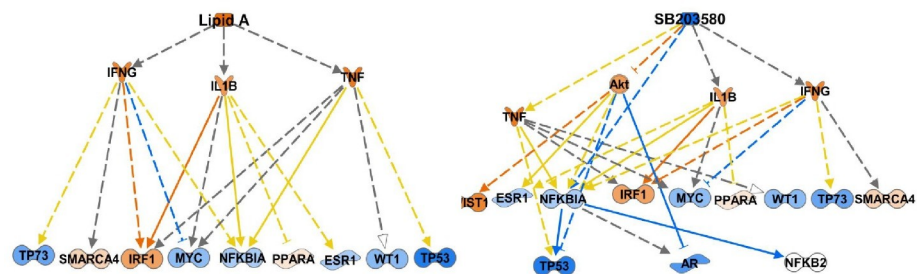 Lipid A
IFNG
IL1B
TNF
TP73
SMARCA4
IRF1
MYC
NFKBIA
PPARA
ESR1
WT1
TP53
SB203580
Akt
TNF
IL1B
IFNG
IST1
ESR1
NFKBIA
IRF1
MYC
PPARA
WT1
TP73
SMARCA4
TP53
AR
NFKB2